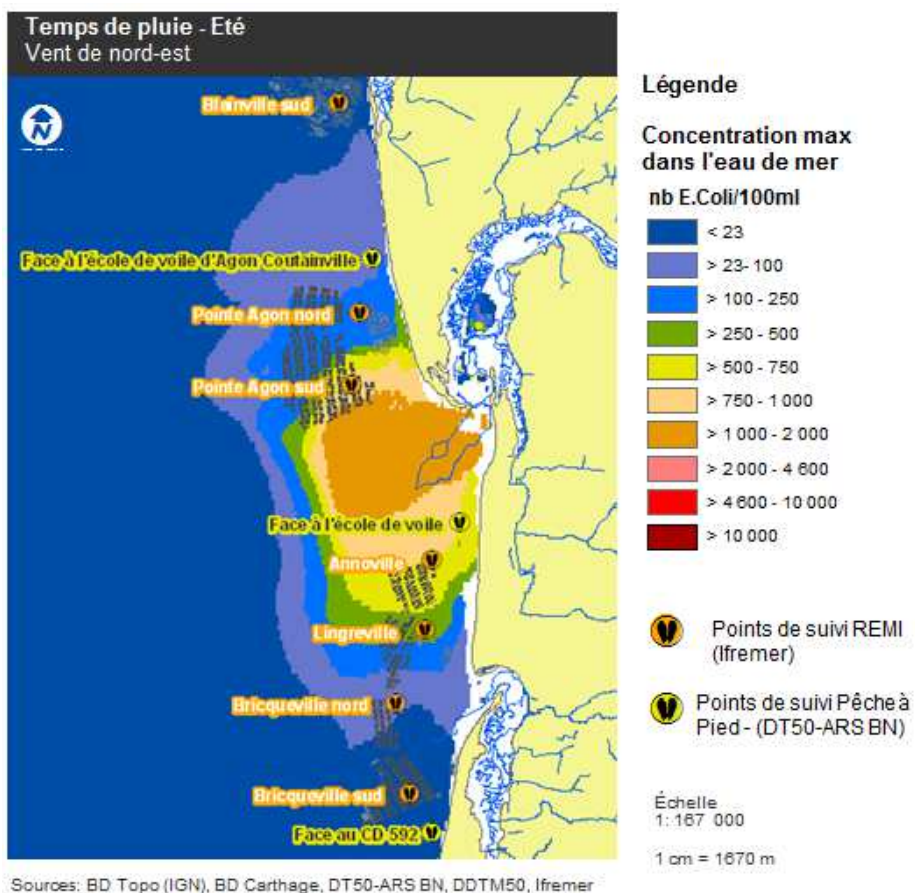 Temps de pluie - Eté
Vent de nord-est
N
Blainville sud
Face à l'école de voile d'Agon Coutainville
Pointe Agon nord
Pointe Agon sud
Face à l'école de voile
Annoville
Lingreville
Bricqueville nord
Bricqueville sud
Face au CD 592
Légende
Concentration max
dans l'eau de mer
nb E.Coli/100ml
< 23
> 23- 100
> 100 - 250
> 250 - 500
> 500 - 750
> 750 - 1 000
> 1 000 - 2 000
> 2 000 - 4 600
> 4 600 - 10 000
> 10 000
Points de suivi REMI
(Ifremer)
Points de suivi Pêche à
Pied - (DT50-ARS BN)
Échelle
1: 167 000
1 cm = 1670 m
Sources: BD Topo (IGN), BD Carthage, DT50-ARS BN, DDTM50, Ifremer